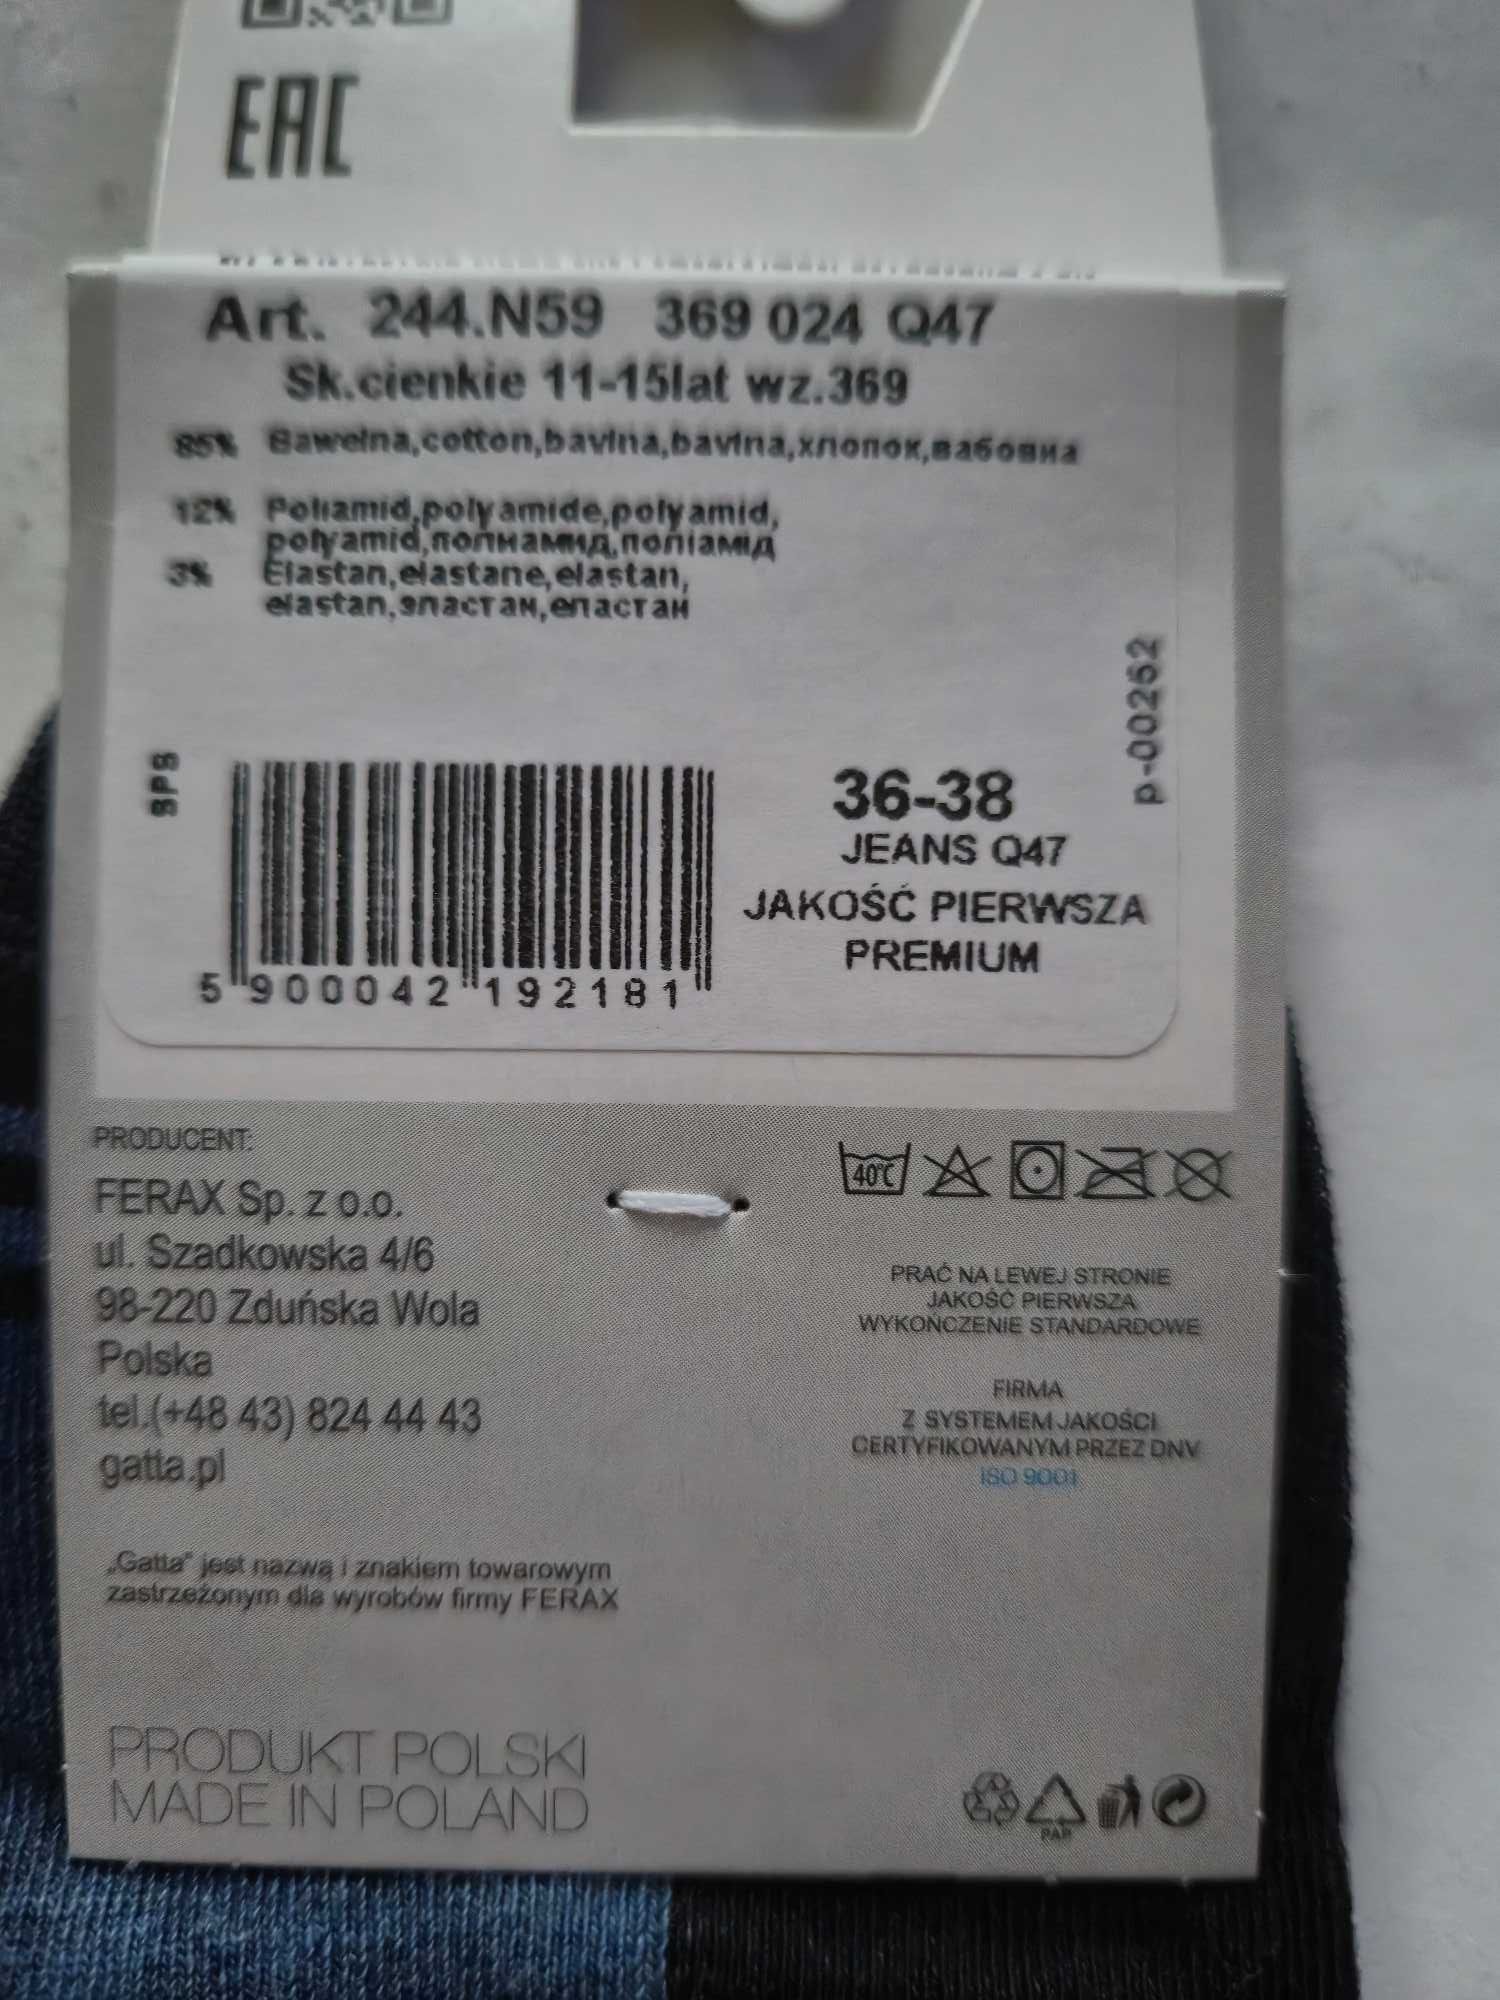 EAC
Art. 244.N59 369 024 Q47
Sk.cienkie 11-15lat wz.369
85% Bawełna,cotton,bavlna,bavlna,хлопок,бабовна
12% Poliamid,polyamide,polyamid,
polyamid,полиамид,поліамід
3% Elastan,elastane,elastan,
elastan,эластан,еластан
p-00252
SPS
36-38
JEANS Q47
JAKOŚĆ PIERWSZA
PREMIUM
5 900042 192181
PRODUCENT:
FERAX Sp. z o.o.
ul. Szadkowska 4/6
98-220 Zduńska Wola
Polska
tel.(+48 43) 824 44 43
gatta.pl
40°C
PRAĆ NA LEWEJ STRONIE
JAKOŚĆ PIERWSZA
WYKOŃCZENIE STANDARDOWE
FIRMA
Z SYSTEMEM JAKOŚCI
CERTYFIKOWANYM PRZEZ DNV
ISO 9001
„Gatta” jest nazwą i znakiem towarowym
zastrzeżonym dla wyrobów firmy FERAX
PRODUKT POLSKI
MADE IN POLAND
PAP